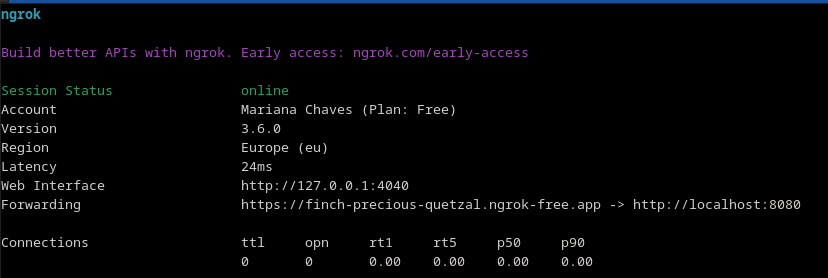 ngrok
Build better APIs with ngrok. Early access: ngrok.com/early-access
Session Status online
Account Mariana Chaves (Plan: Free)
Version 3.6.0
Region Europe (eu)
Latency 24ms
Web Interface http://127.0.0.1:4040
Forwarding https://finch-precious-quetzal.ngrok-free.app -> http://localhost:8080
Connections ttl opn rt1 rt5 p50 p90
0 0 0.00 0.00 0.00 0.00